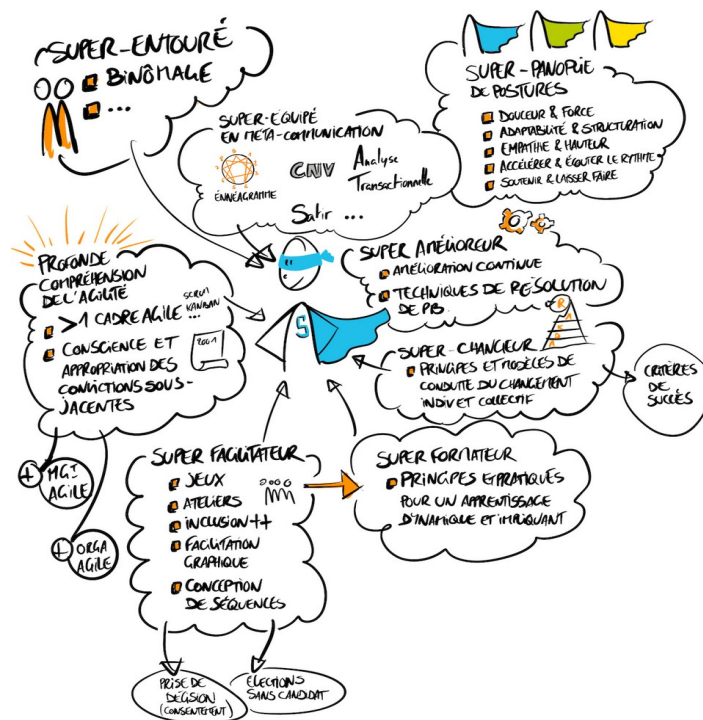 SUPER-ENTOURÉ
BINÔMAGE
...
SUPER-PANOPLIE
DE POSTURES
DOUCEUR & FORCE
ADAPTABILITÉ & STRUCTURATION
EMPATHIE & HAUTEUR
ACCÉLÉRER & ÉCOUTER LE RYTHME
SOUTENIR & LAISSER FAIRE
SUPER-ÉQUIPÉ
EN MÉTA-COMMUNICATION
ENNÉAGRAMME
CNV
Analyse
Transactionnelle
Satir ...
PROFONDE
COMPRÉHENSION
DE L'AGILITÉ
>1 CADRE AGILE
SCRUM
KANBAN
...
CONSCIENCE ET
APPROPRIATION DES
CONVICTIONS SOUS-
JACENTES
2001
+ MGT
AGILE
+ ORGA
AGILE
S
SUPER AMÉLIOREUR
AMÉLIORATION CONTINUE
TECHNIQUES DE RÉSOLUTION
DE PB
SUPER-CHANGEUR
PRINCIPES ET MODÈLES DE
CONDUITE DU CHANGEMENT
INDIV ET COLLECTIF
CRITÈRES
DE
SUCCÈS
SUPER FACILITATEUR
JEUX
ATELIERS
INCLUSION++
FACILITATION
GRAPHIQUE
CONCEPTION
DE SÉQUENCES
SUPER FORMATEUR
PRINCIPES ET PRATIQUES
POUR UN APPRENTISSAGE
DYNAMIQUE ET IMPLIQUANT
PRISE DE
DÉCISION
(CONSENTEMENT)
ÉLECTIONS
SANS CANDIDAT